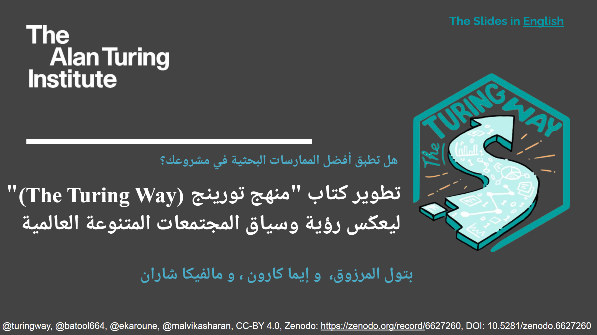 The Slides in English
The
Alan Turing
Institute
The TURING WAY
هل تطبق أفضل الممارسات البحثية في مشروعك؟
تطوير كتاب "منهج تورينج (The Turing Way)"
ليعكس رؤية وسياق المجتمعات المتنوعة العالمية
بتول المرزوق، و إيما كارون ، و مالفيكا شاران
@turingway, @batool664, @ekaroune, @malvikasharan, CC-BY 4.0, Zenodo: https://zenodo.org/record/6627260, DOI: 10.5281/zenodo.6627260